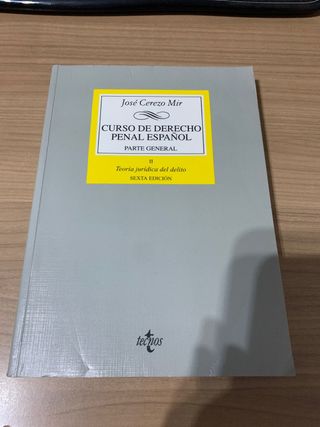 José Cerezo Mir
CURSO DE DERECHO
PENAL ESPAÑOL
PARTE GENERAL
II
Teoría jurídica del delito
SEXTA EDICIÓN
tecnos